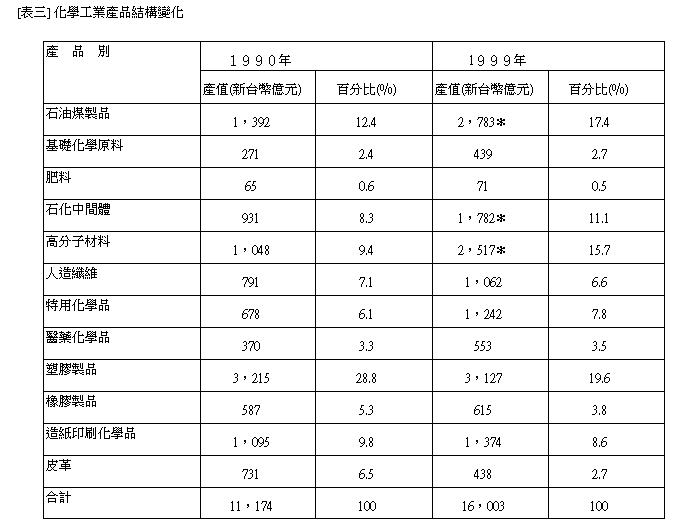 [表三] 化學工業產品結構變化
產 品 別 １９９０年 １９９９年
產值(新台幣億元) 百分比(%) 產值(新台幣億元) 百分比(%)
石油煤製品 1，392 12.4 2，783＊ 17.4
基礎化學原料 271 2.4 439 2.7
肥料 65 0.6 71 0.5
石化中間體 931 8.3 1，782＊ 11.1
高分子材料 1，048 9.4 2，517＊ 15.7
人造纖維 791 7.1 1，062 6.6
特用化學品 678 6.1 1，242 7.8
醫藥化學品 370 3.3 553 3.5
塑膠製品 3，215 28.8 3，127 19.6
橡膠製品 587 5.3 615 3.8
造紙印刷化學品 1，095 9.8 1，374 8.6
皮革 731 6.5 438 2.7
合計 11，174 100 16，003 100